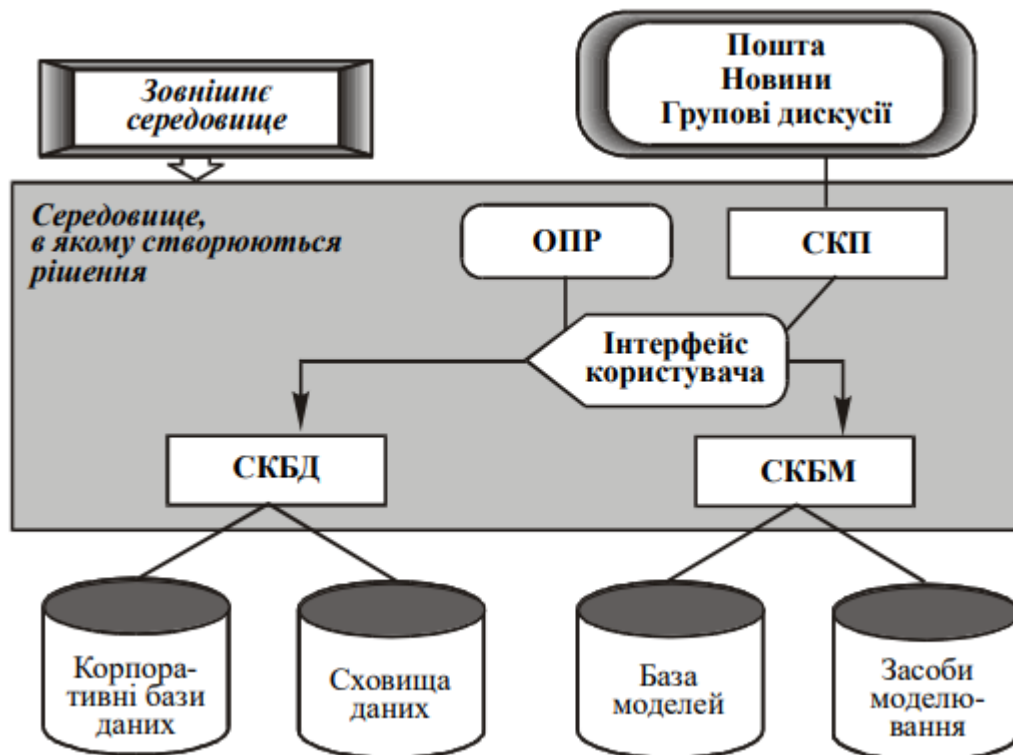 Пошта
Новини
Групові дискусії
Зовнішнє
середовище
Середовище,
в якому створюються
рішення
ОПР
СКП
Інтерфейс
користувача
СКБД
СКБМ
Корпора-
тивні бази
даних
Сховища
даних
База
моделей
Засоби
моделю-
вання